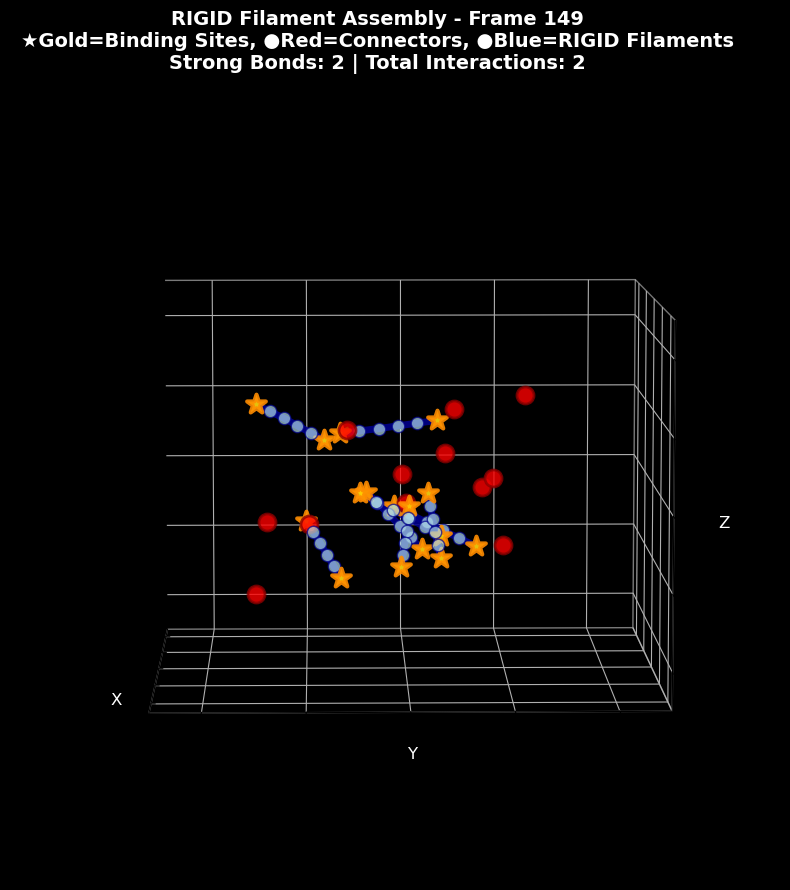 RIGID Filament Assembly - Frame 149
★Gold=Binding Sites, ●Red=Connectors, ●Blue=RIGID Filaments
Strong Bonds: 2 | Total Interactions: 2
Z
X
Y